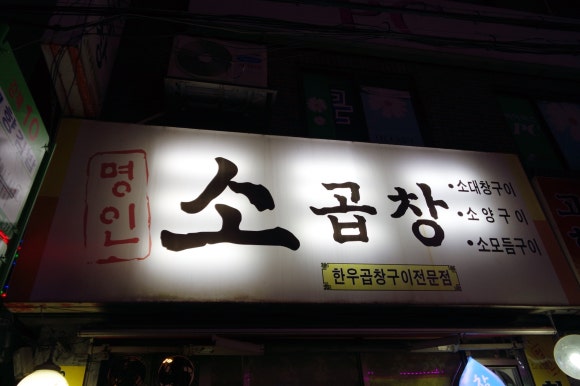 명인
소곱창
•소대창구이
•소양구이
•소모듬구이
한우곱창구이전문점